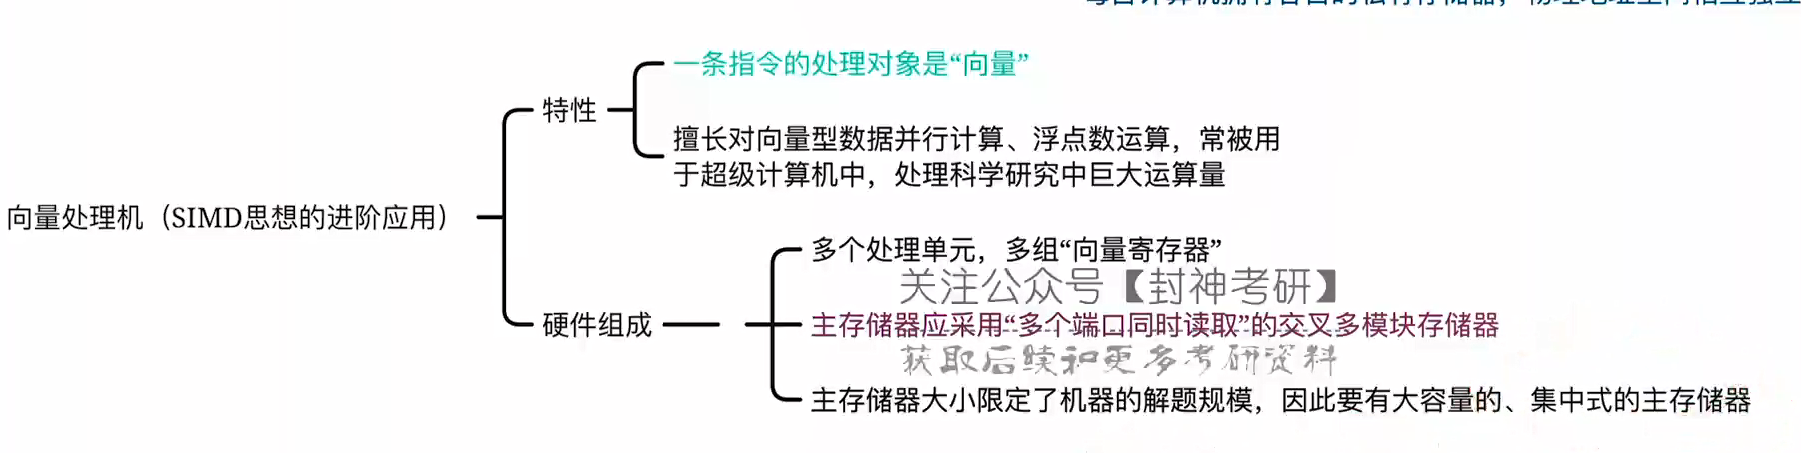 一条指令的处理对象是“向量”
特性
擅长对向量型数据并行计算、浮点数运算，常被用
于超级计算机中，处理科学研究中巨大运算量
向量处理机（SIMD思想的进阶应用）
多个处理单元，多组“向量寄存器”
关注公众号【封神考研】
硬件组成
主存储器应采用“多个端口同时读取”的交叉多模块存储器
获取后续和更多考研资料
主存储器大小限定了机器的解题规模，因此要有大容量的、集中式的主存储器